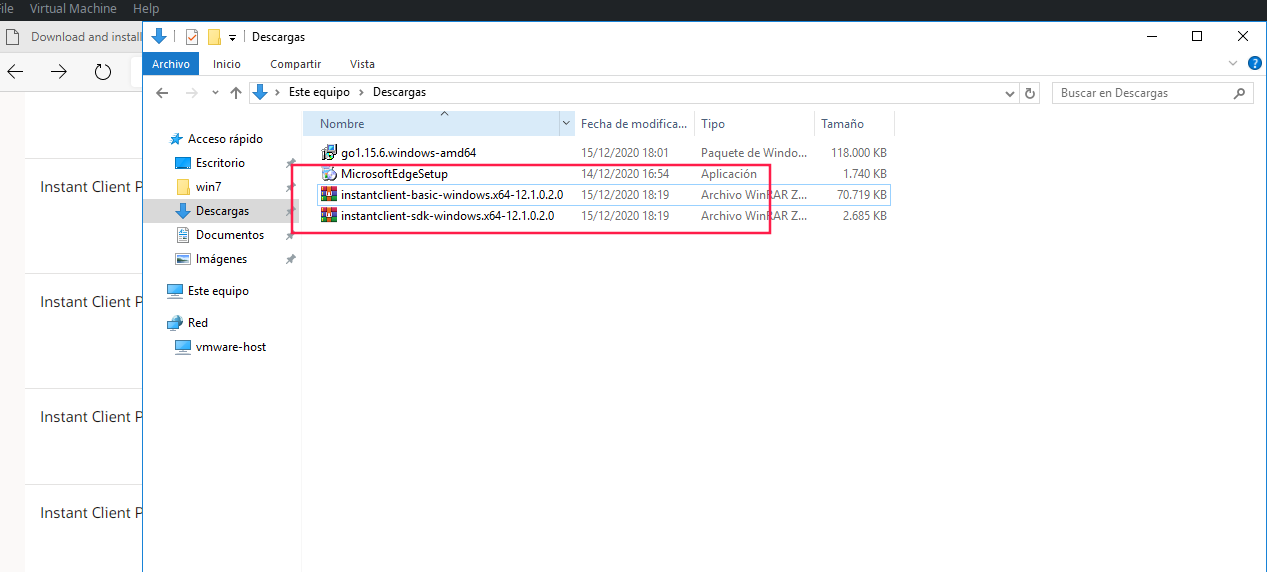 File Virtual Machine Help
Download and install
Descargas
Archivo Inicio Compartir Vista
Este equipo Descargas
Buscar en Descargas
Nombre Fecha de modifica... Tipo Tamaño
Acceso rápido
Escritorio
win7
Descargas
Documentos
Imágenes
Este equipo
Red
vmware-host
go1.15.6.windows-amd64 15/12/2020 18:01 Paquete de Windo... 118.000 KB
MicrosoftEdgeSetup 14/12/2020 16:54 Aplicación 1.740 KB
instantclient-basic-windows.x64-12.1.0.2.0 15/12/2020 18:19 Archivo WinRAR Z... 70.719 KB
instantclient-sdk-windows.x64-12.1.0.2.0 15/12/2020 18:19 Archivo WinRAR Z... 2.685 KB
Instant Client P
Instant Client P
Instant Client P
Instant Client P